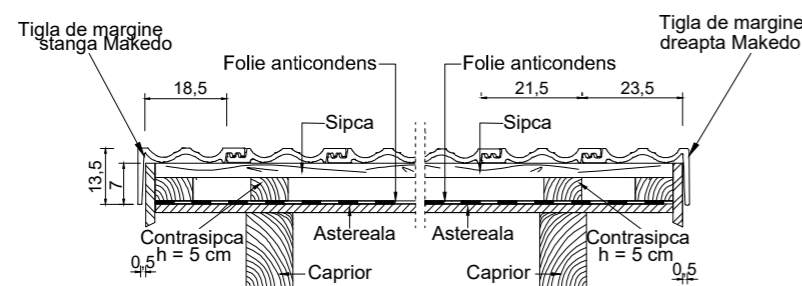 Tigla de margine
stanga Makedo
Tigla de margine
dreapta Makedo
Folie anticondens
Folie anticondens
18,5
21,5
23,5
Sipca
Sipca
13,5
7
Contrasipca
h = 5 cm
Astereala
Astereala
Contrasipca
h = 5 cm
0,5
Caprior
Caprior
0,5